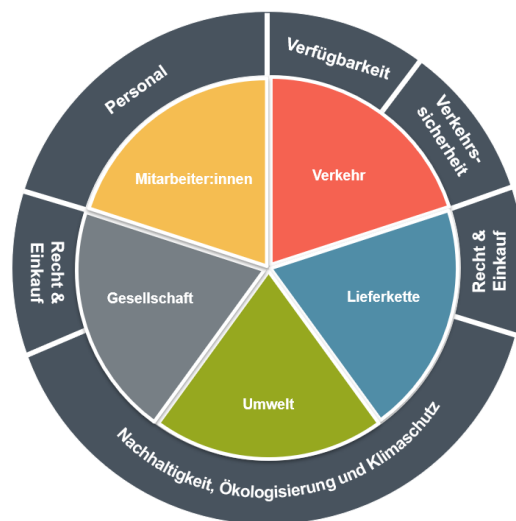 Personal
Verfügbarkeit
Verkehrs-
sicherheit
Mitarbeiter:innen
Verkehr
Recht &
Einkauf
Gesellschaft
Lieferkette
Recht &
Einkauf
Umwelt
Nachhaltigkeit, Ökologisierung und Klimaschutz